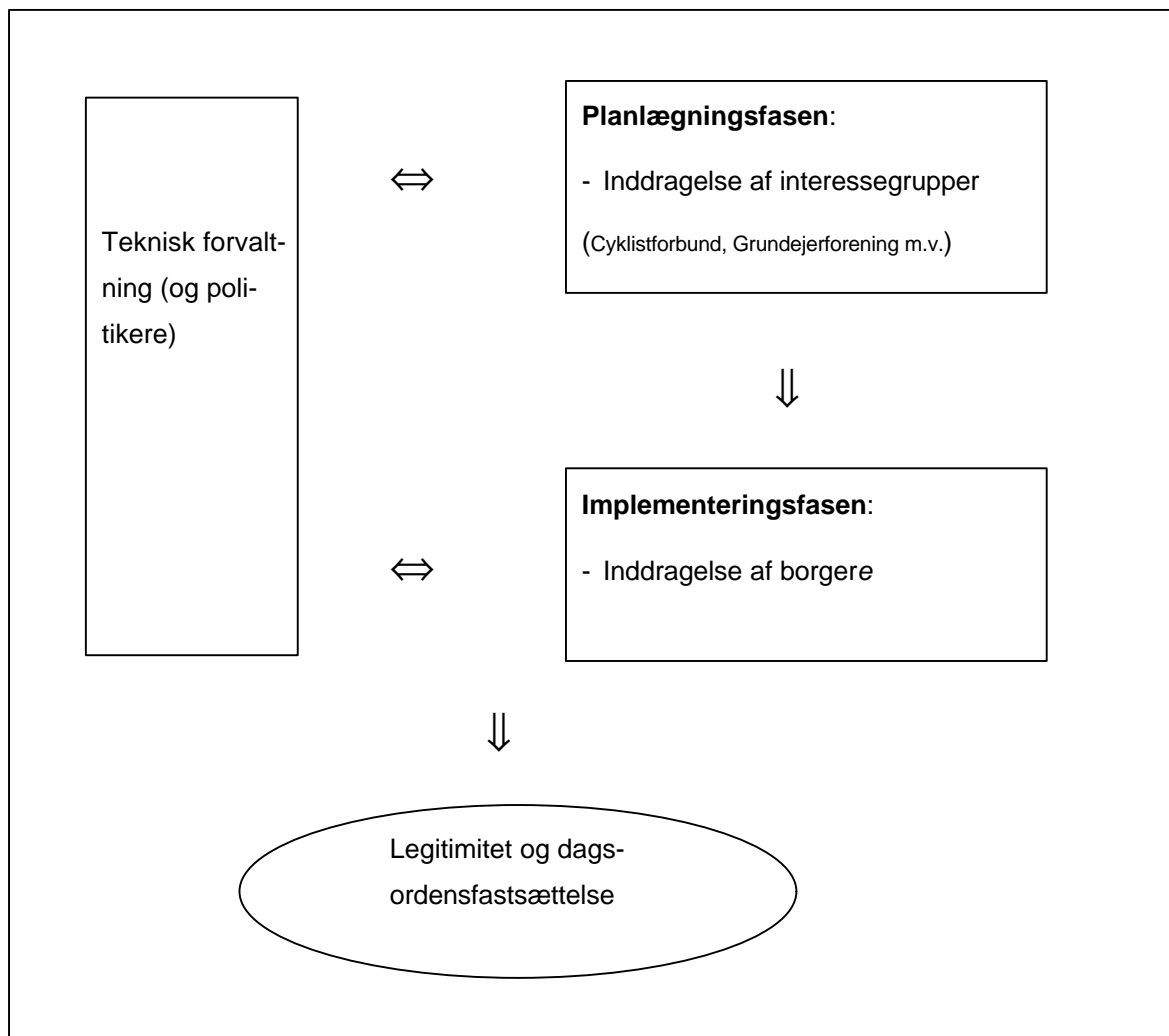 Teknisk forvalt-
ning (og poli-
tikere)
⇔
Planlægningsfasen:
- Inddragelse af interessegrupper
(Cyklistforbund, Grundejerforening m.v.)
⇓
⇔
Implementeringsfasen:
- Inddragelse af borgere
⇓
Legitimitet og dags-
ordensfastsættelse